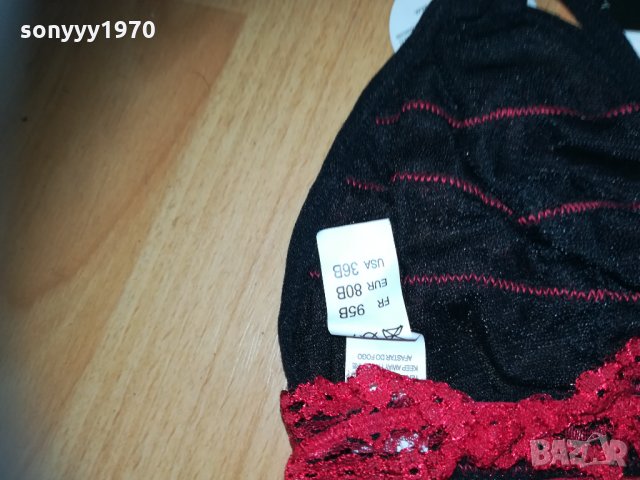 sonyyy1970
FR 95B
EUR 80B
USA 36B
KEEP AWAY
AFASTAR DO FOGO
BAZAR